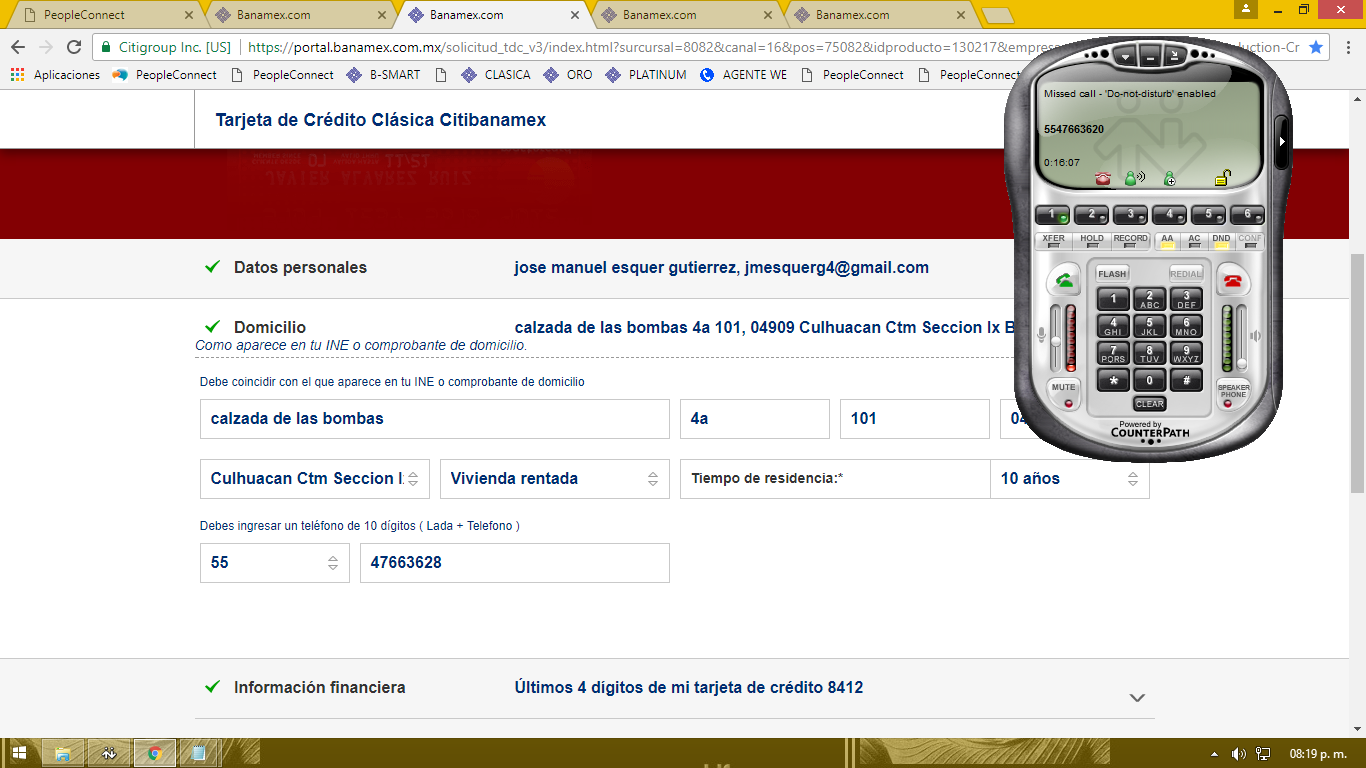 PeopleConnect
Banamex.com
Banamex.com
Banamex.com
Banamex.com
Citigroup Inc. [US]
https://portal.banamex.com.mx/solicitud_tdc_v3/index.html?surcursal=8082&canal=16&pos=75082&idproducto=130217&empres
uction-Cr
Aplicaciones
PeopleConnect
PeopleConnect
B-SMART
CLASICA
ORO
PLATINUM
AGENTE WE
PeopleConnect
PeopleConnect
Tarjeta de Crédito Clásica Citibanamex
JAVIER ALVAREZ RUIZ
Datos personales
jose manuel esquer gutierrez, jmesquerg4@gmail.com
Domicilio
calzada de las bombas 4a 101, 04909 Culhuacan Ctm Seccion Ix B
Como aparece en tu INE o comprobante de domicilio.
Debe coincidir con el que aparece en tu INE o comprobante de domicilio
calzada de las bombas
4a
101
04
Culhuacan Ctm Seccion I
Vivienda rentada
Tiempo de residencia:*
10 años
Debes ingresar un teléfono de 10 dígitos ( Lada + Telefono )
55
47663628
Información financiera
Últimos 4 dígitos de mi tarjeta de crédito 8412
Missed call - 'Do-not-disturb' enabled
5547663620
0:16:07
1 2 3 4 5 6
XFER HOLD RECORD AA AC DND CONF
FLASH REDIAL
1 2 ABC 3 DEF
4 GHI 5 JKL 6 MNO
7 PQRS 8 TUV 9 WXYZ
* 0 #
MUTE
SPEAKER PHONE
CLEAR
Powered by
COUNTERPATH
08:19 p. m.